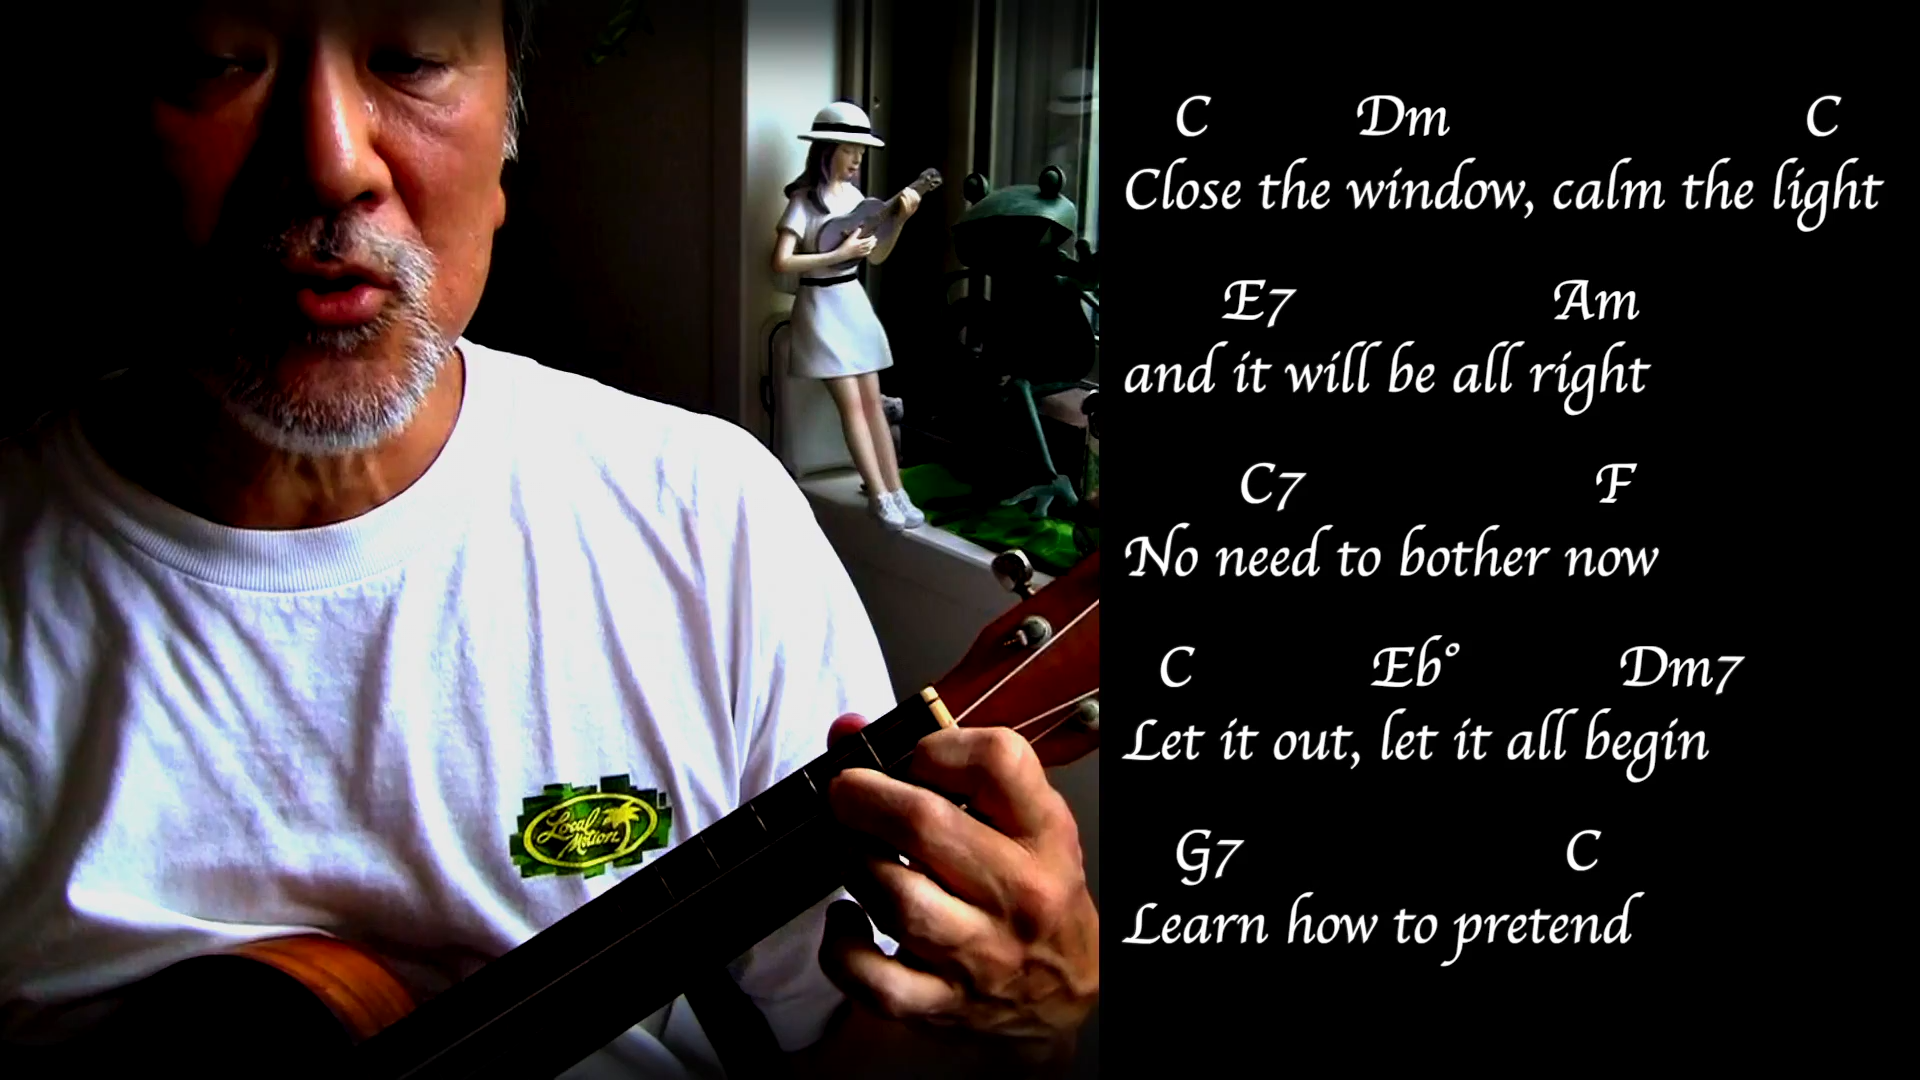 C Dm C
Close the window, calm the light
E7 Am
and it will be all right
C7 F
No need to bother now
C Eb° Dm7
Let it out, let it all begin
G7 C
Learn how to pretend
Local
Motion